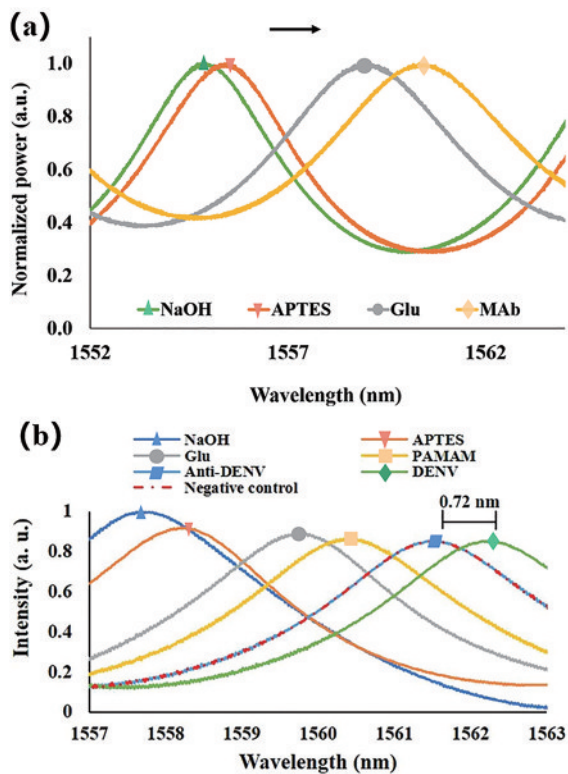 (a)
Normalized power (a.u.)
1.0
0.8
0.6
0.4
0.2
0.0
NaOH APTES Glu MAb
1552 1557 1562
Wavelength (nm)
(b)
NaOH APTES
Glu PAMAM
Anti-DENV DENV
Negative control
0.72 nm
Intensity (a. u.)
1
0.8
0.6
0.4
0.2
0
1557 1558 1559 1560 1561 1562 1563
Wavelength (nm)